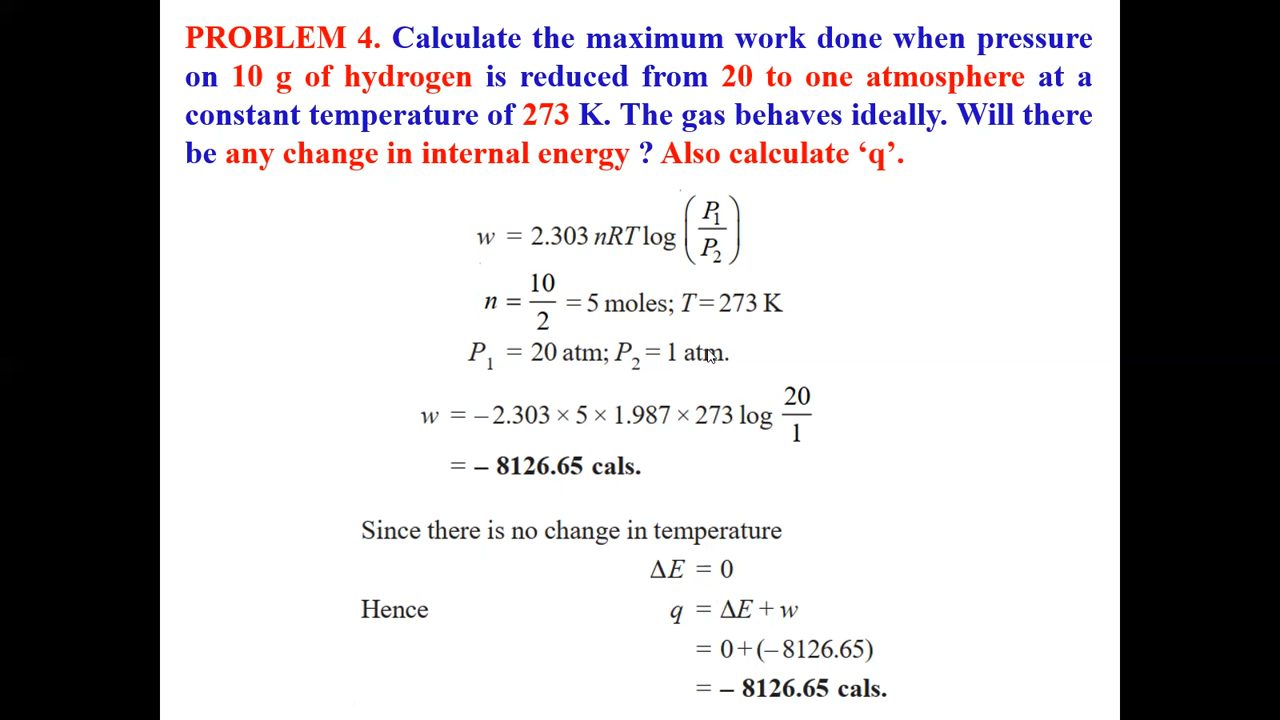 PROBLEM 4. Calculate the maximum work done when pressure
on 10 g of hydrogen is reduced from 20 to one atmosphere at a
constant temperature of 273 K. The gas behaves ideally. Will there
be any change in internal energy ? Also calculate ‘q’.
w = 2.303 nRT log (P₁/P₂)
n = 10/2 = 5 moles; T = 273 K
P₁ = 20 atm; P₂ = 1 atm.
w = – 2.303 × 5 × 1.987 × 273 log 20/1
= – 8126.65 cals.
Since there is no change in temperature
ΔE = 0
Hence q = ΔE + w
= 0 + (– 8126.65)
= – 8126.65 cals.